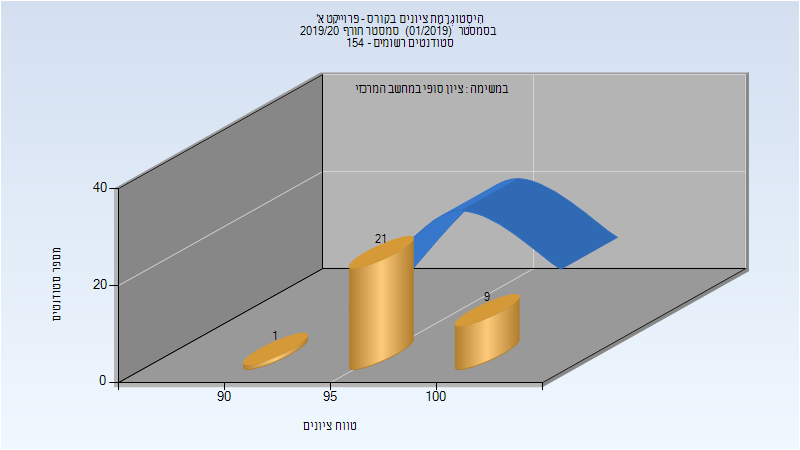 היסטוגרמת ציונים בקורס - פרוייקט א'
בסמסטר (01/2019) סמסטר חורף 2019/20
סטודנטים רשומים - 154
במשימה : ציון סופי במחשב המרכזי
מספר סטודנטים
40
20
0
1
21
9
90
95
100
טווח ציונים